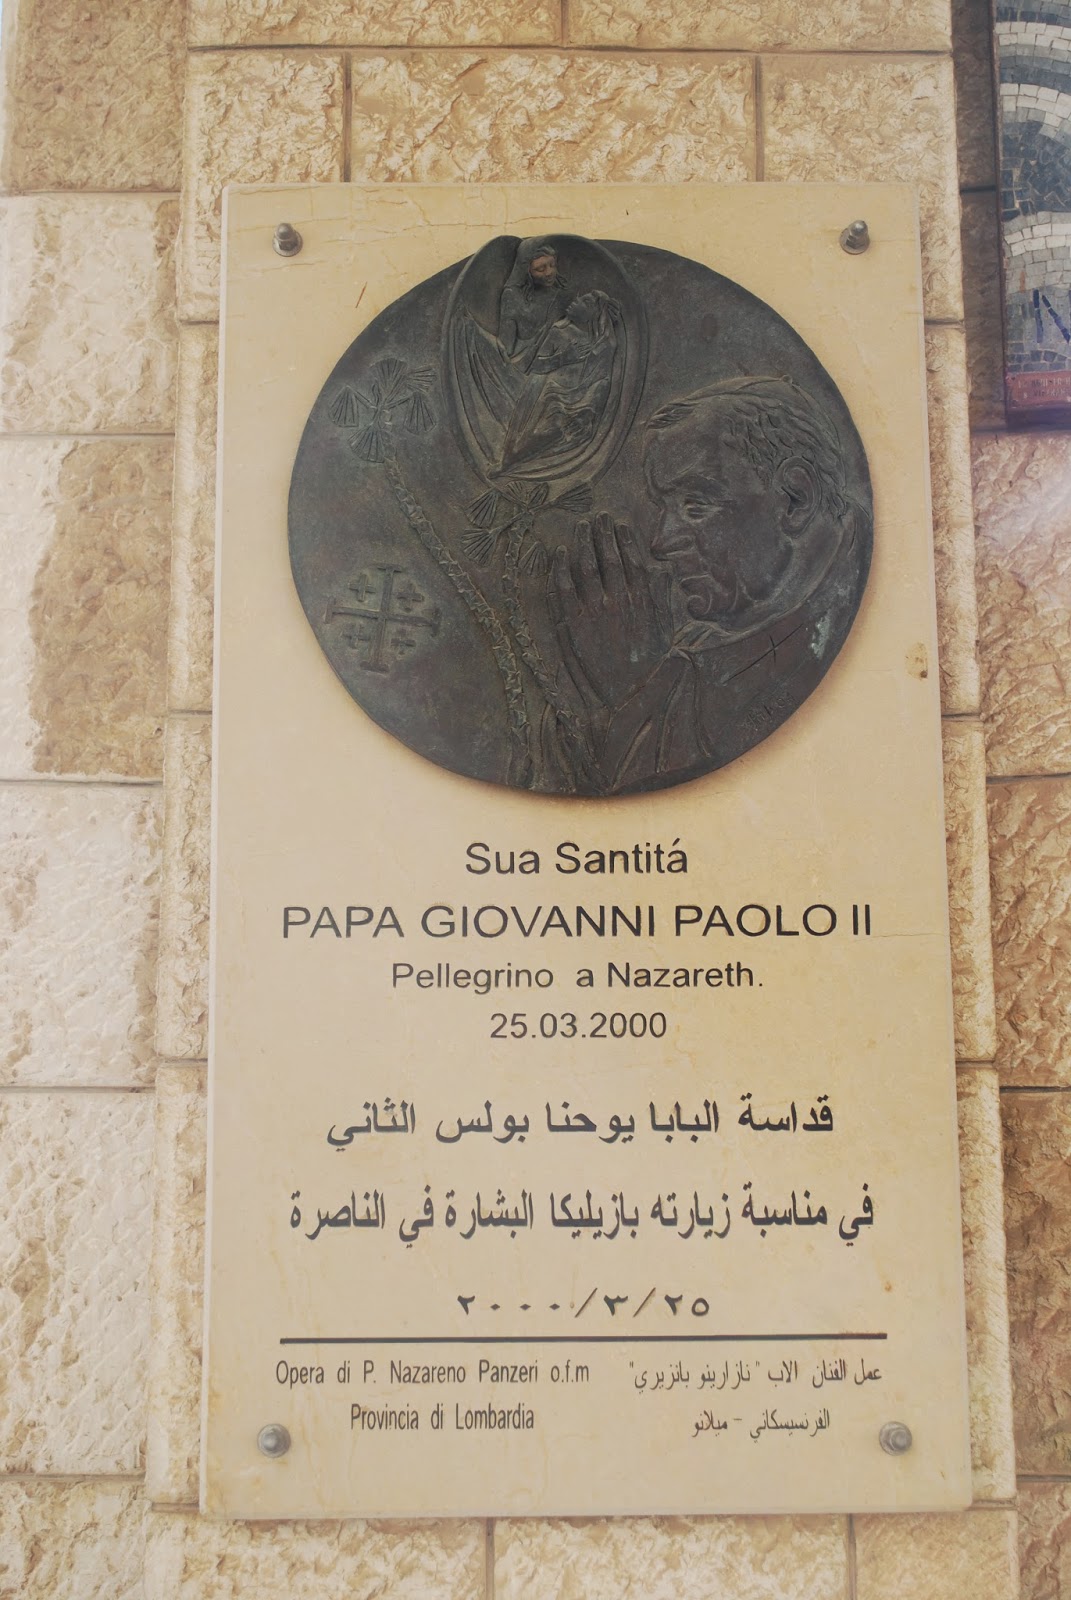 Sua Santitá
PAPA GIOVANNI PAOLO II
Pellegrino a Nazareth.
25.03.2000
قداسة البابا يوحنا بولس الثاني
في مناسبة زيارته بازيليكا البشارة في الناصرة
٢٥/٣/٢٠٠٠
Opera di P. Nazareno Panzeri o.f.m
Provincia di Lombardia
عمل الفنان الاب "نازارينو بانزيري"
الفرنسيسكاني - ميلانو